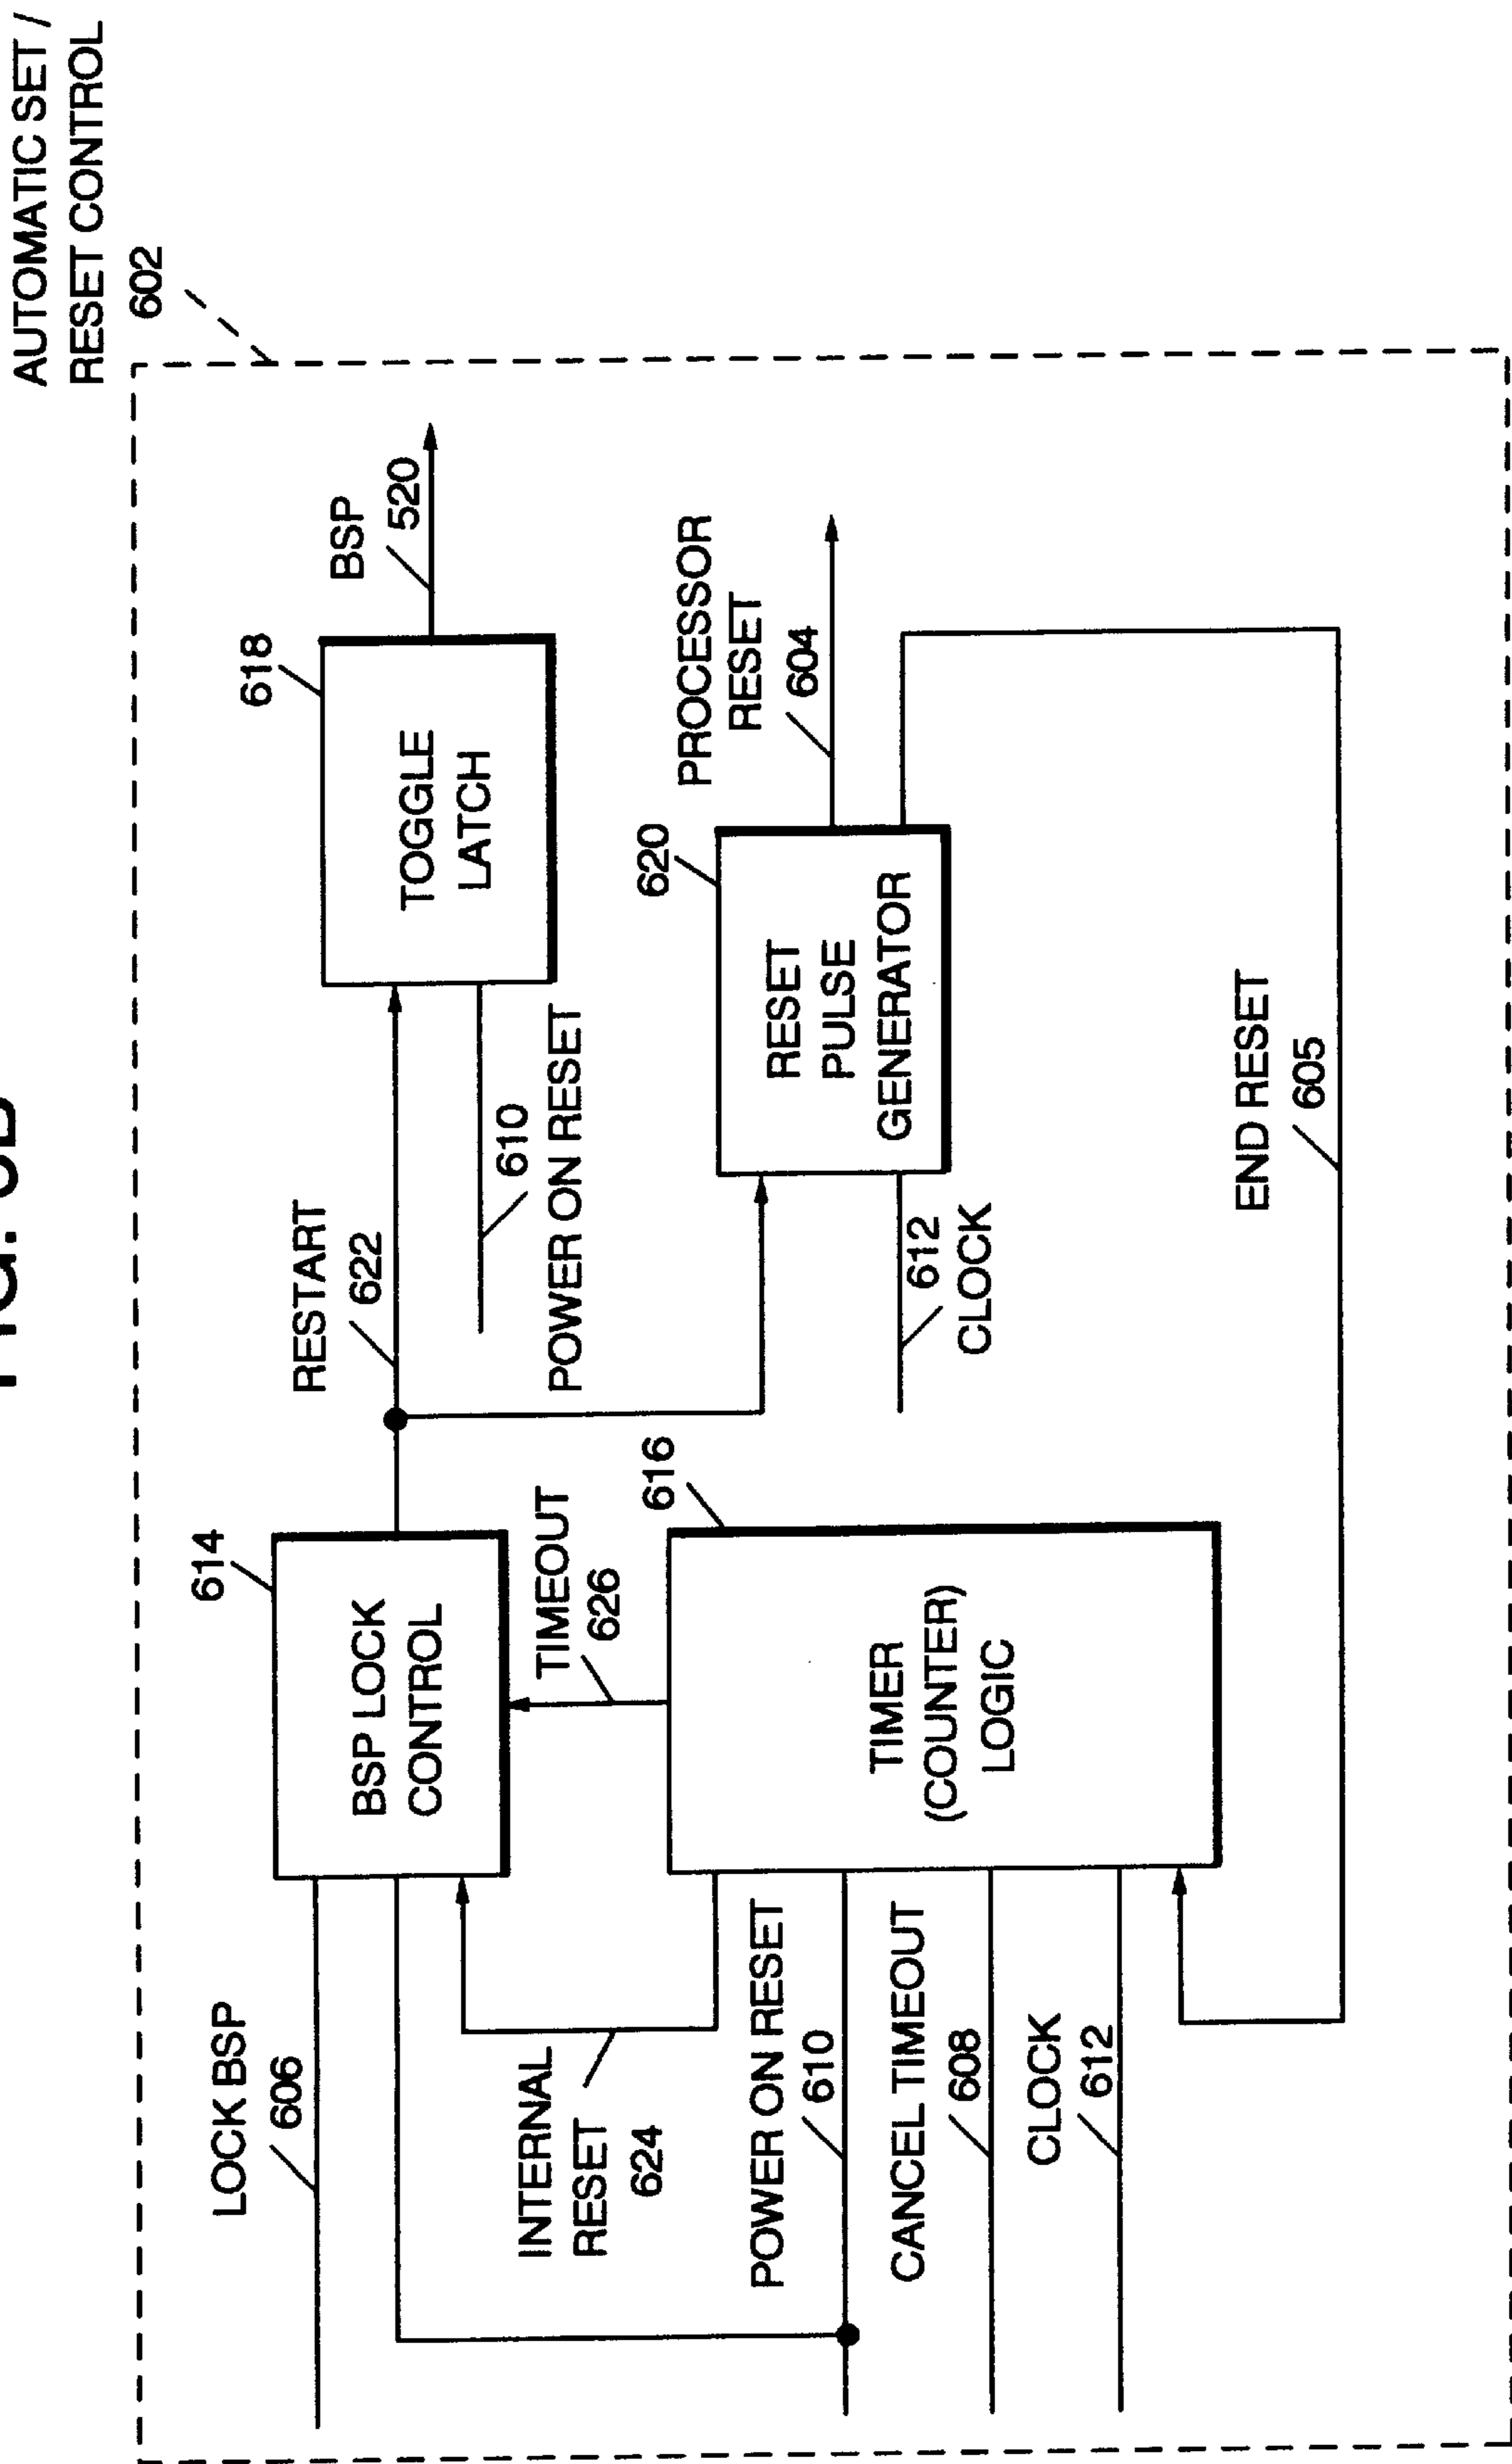 AUTOMATIC SET /
RESET CONTROL
602
BSP
520
618
TOGGLE
LATCH
RESTART
622
610
POWER ON RESET
614
BSP LOCK
CONTROL
LOCK BSP
606
TIMEOUT
626
616
TIMER
(COUNTER)
LOGIC
INTERNAL
RESET
624
POWER ON RESET
610
CANCEL TIMEOUT
608
CLOCK
612
PROCESSOR
RESET
604
620
RESET
PULSE
GENERATOR
612
CLOCK
END RESET
605